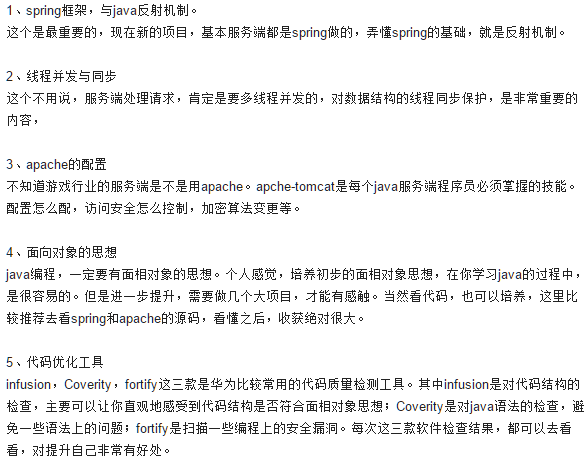 1、spring框架，与java反射机制。
这个是最重要的，现在新的项目，基本服务端都是spring做的，弄懂spring的基础，就是反射机制。
2、线程并发与同步
这个不用说，服务端处理请求，肯定是要多线程并发的，对数据结构的线程同步保护，是非常重要的
内容，
3、apache的配置
不知道游戏行业的服务端是不是用apache。apche-tomcat是每个java服务端程序员必须掌握的技能。
配置怎么配，访问安全怎么控制，加密算法变更等。
4、面向对象的思想
java编程，一定要有面相对象的思想。个人感觉，培养初步的面相对象思想，在你学习java的过程中，
是很容易的。但是进一步提升，需要做几个大项目，才能有感触。当然看代码，也可以培养，这里比
较推荐去看spring和apache的源码，看懂之后，收获绝对很大。
5、代码优化工具
infusion，Coverity，fortify这三款是华为比较常用的代码质量检测工具。其中infusion是对代码结构的
检查，主要可以让你直观地感受到代码结构是否符合面相对象思想；Coverity是对java语法的检查，避
免一些语法上的问题；fortify是扫描一些编程上的安全漏洞。每次这三款软件检查结果，都可以去看
看，对提升自己非常有好处。